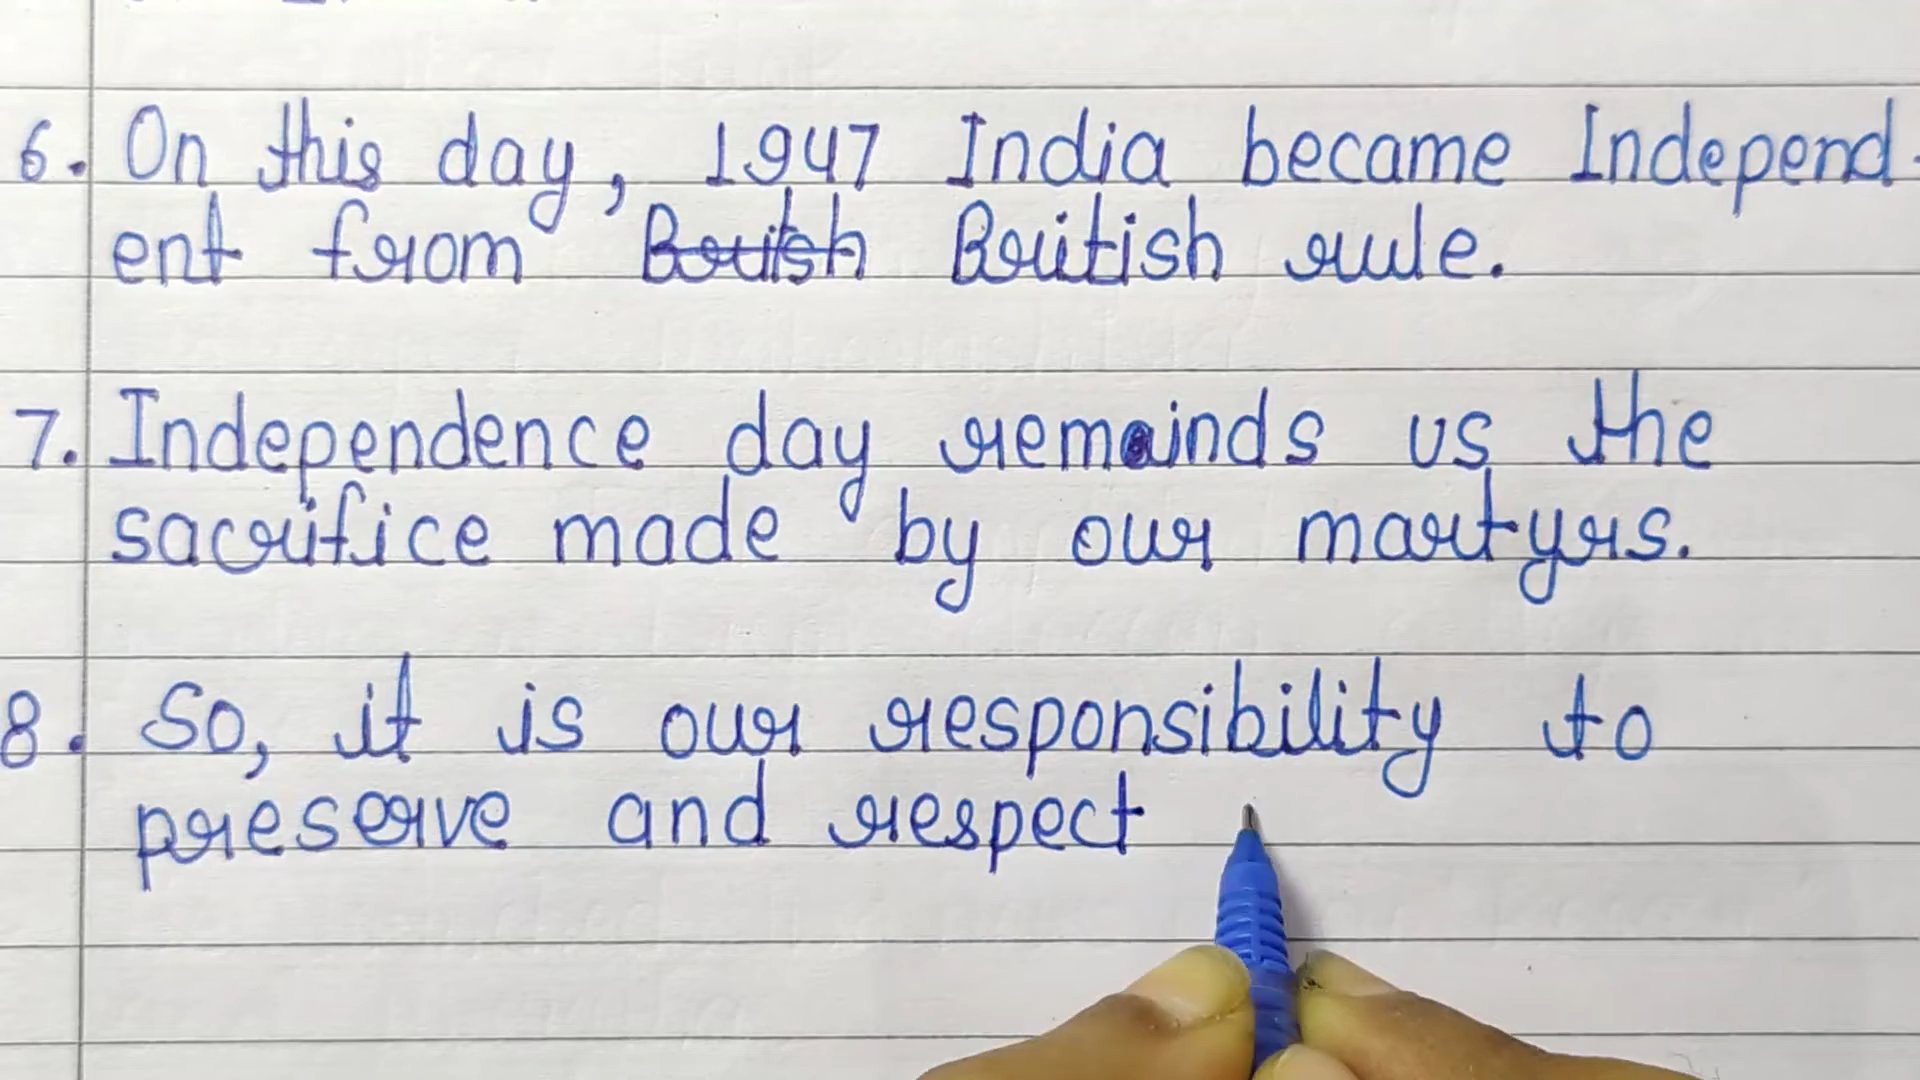 6. On this day, 1947 India became Independ-
ent from British British rule.
7. Independence day remainds us the
sacrifice made by our martyrs.
8. So, it is our responsibility to
preserve and respect